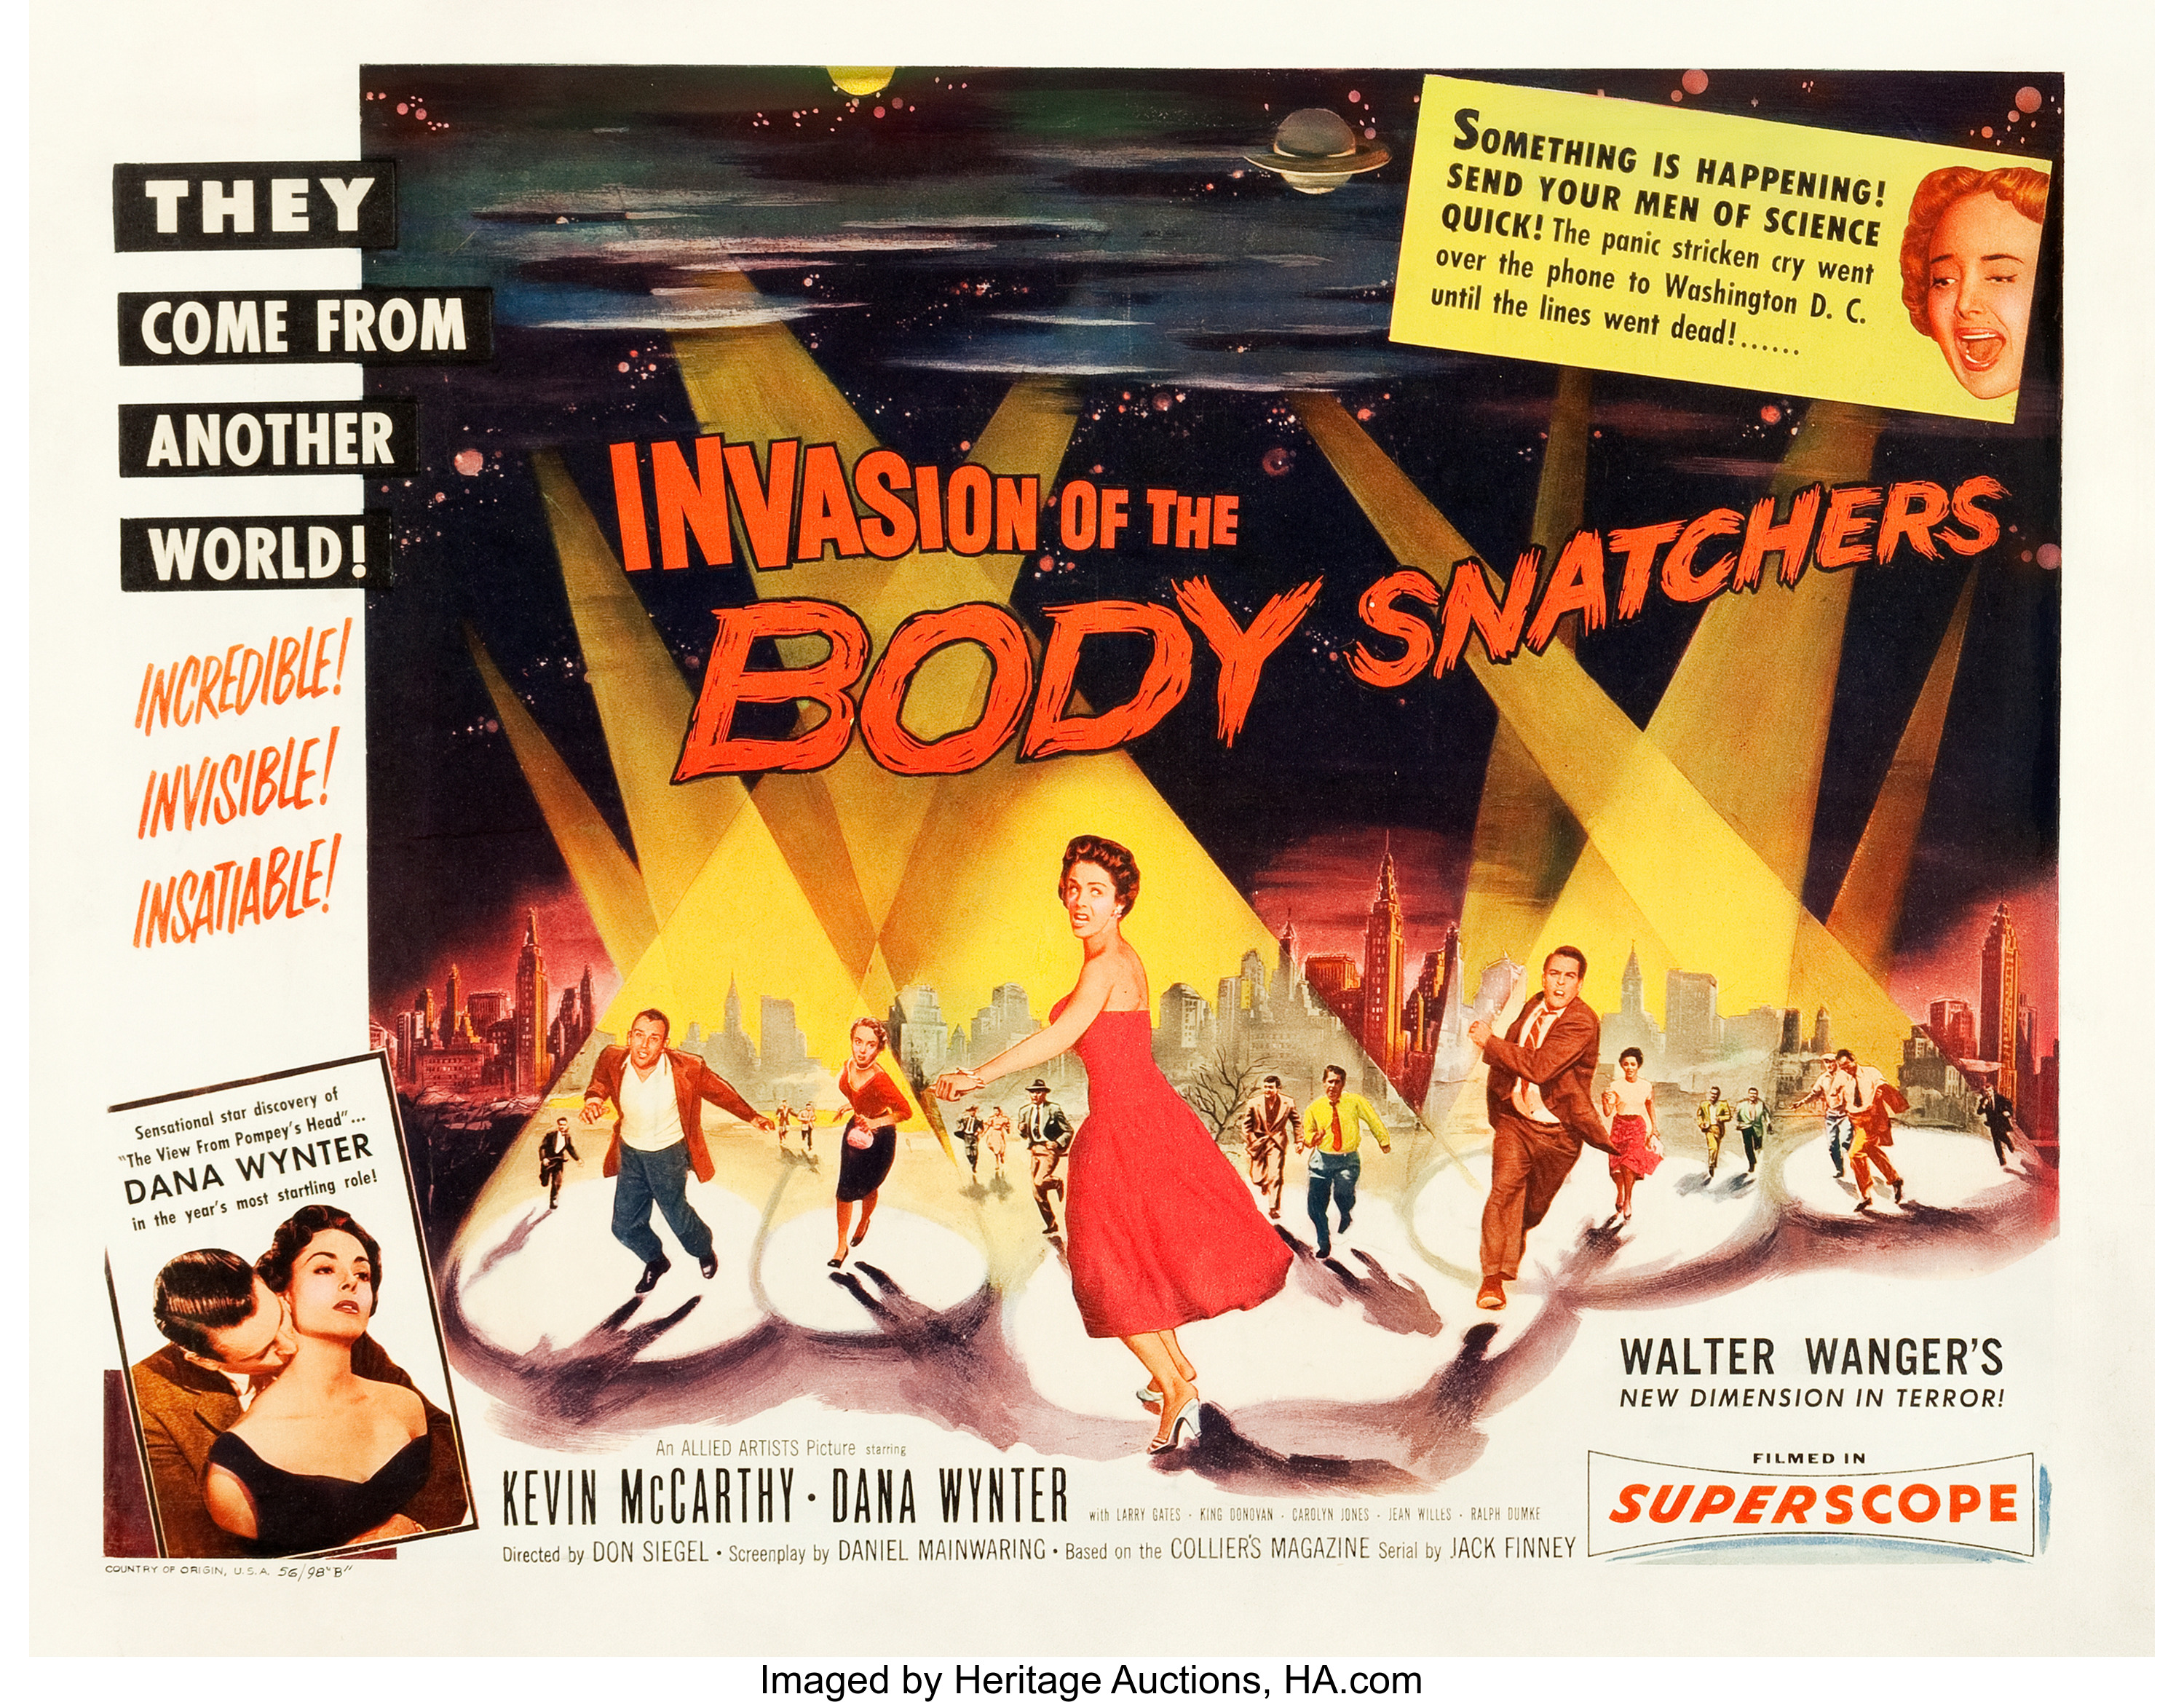 THEY
COME FROM
ANOTHER
WORLD!
INCREDIBLE!
INVISIBLE!
INSATIABLE!
SOMETHING IS HAPPENING!
SEND YOUR MEN OF SCIENCE
QUICK! The panic stricken cry went
over the phone to Washington D. C.
until the lines went dead!......
INVASION OF THE
BODY SNATCHERS
Sensational star discovery of
"The View From Pompey's Head"...
DANA WYNTER
in the year's most startling role!
WALTER WANGER'S
NEW DIMENSION IN TERROR!
FILMED IN
SUPERSCOPE
An ALLIED ARTISTS Picture starring
KEVIN McCARTHY · DANA WYNTER
with LARRY GATES · KING DONOVAN · CAROLYN JONES · JEAN WILLES · RALPH DUMKE
Directed by DON SIEGEL · Screenplay by DANIEL MAINWARING · Based on the COLLIER'S MAGAZINE Serial by JACK FINNEY
COUNTRY OF ORIGIN, U.S.A. 56/98"B"
Imaged by Heritage Auctions, HA.com